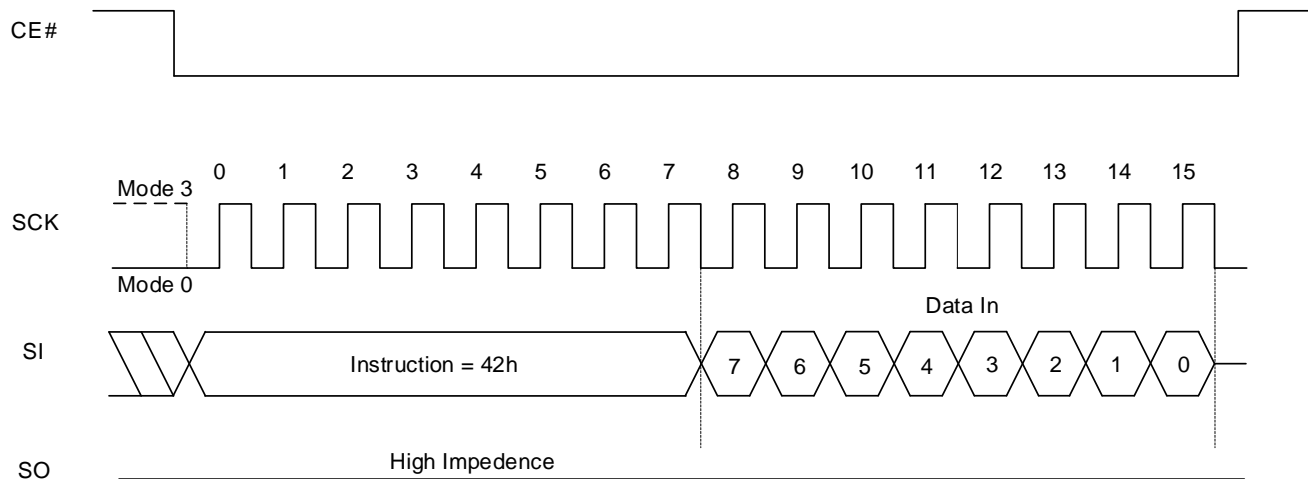 CE#
0 1 2 3 4 5 6 7 8 9 10 11 12 13 14 15
Mode 3
SCK
Mode 0
Data In
SI
Instruction = 42h
7 6 5 4 3 2 1 0
High Impedence
SO